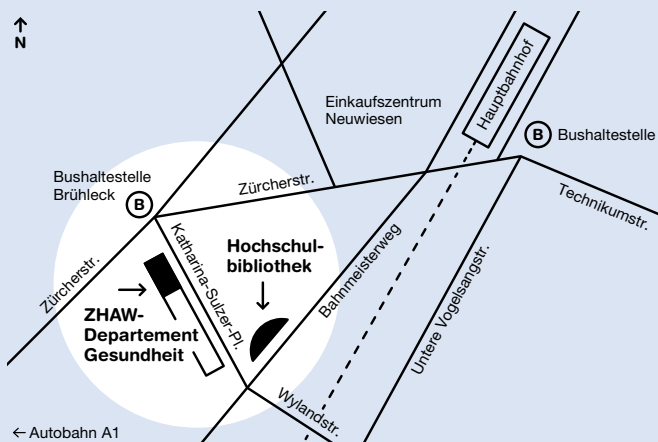 N
Hauptbahnhof
Einkaufszentrum
Neuwiesen
B
Bushaltestelle
Bushaltestelle
Brühleck
B
Zürcherstr.
Technikumstr.
Zürcherstr.
Katharina-Sulzer-Pl.
Hochschul-
bibliothek
Bahnmeisterweg
Untere Vogelsangstr.
ZHAW-
Departement
Gesundheit
Wylandstr.
← Autobahn A1